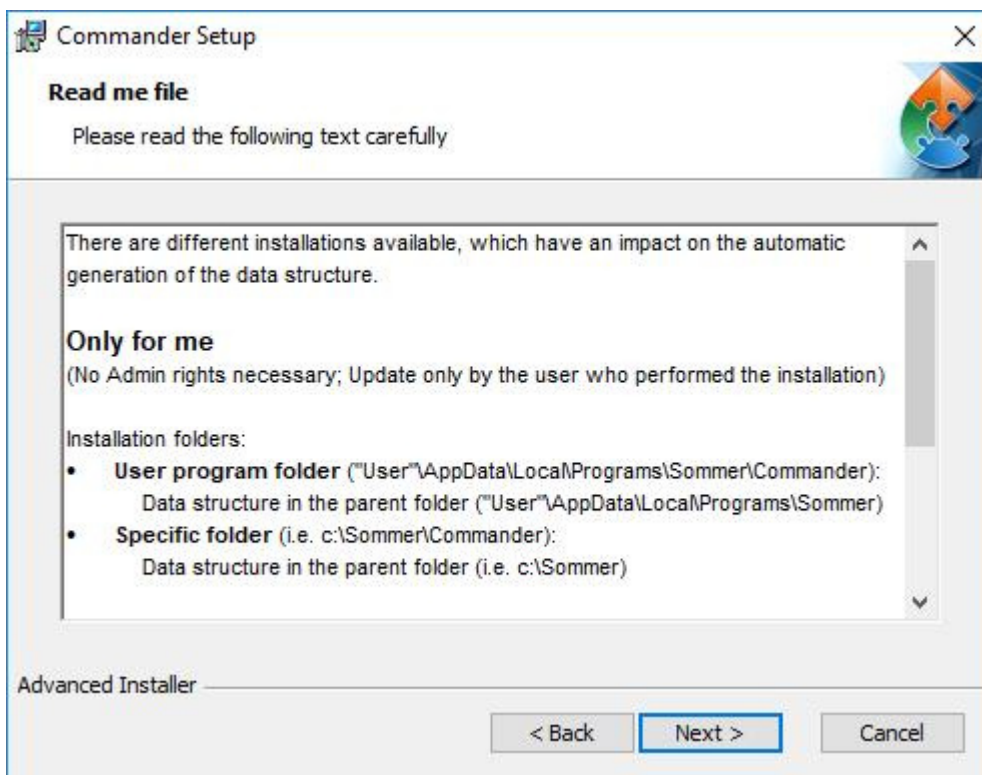 Commander Setup
Read me file
Please read the following text carefully
There are different installations available, which have an impact on the automatic
generation of the data structure.
Only for me
(No Admin rights necessary; Update only by the user who performed the installation)
Installation folders:
• User program folder ("User"\AppData\Local\Programs\Sommer\Commander):
Data structure in the parent folder ("User"\AppData\Local\Programs\Sommer)
• Specific folder (i.e. c:\Sommer\Commander):
Data structure in the parent folder (i.e. c:\Sommer)
Advanced Installer
< Back Next > Cancel